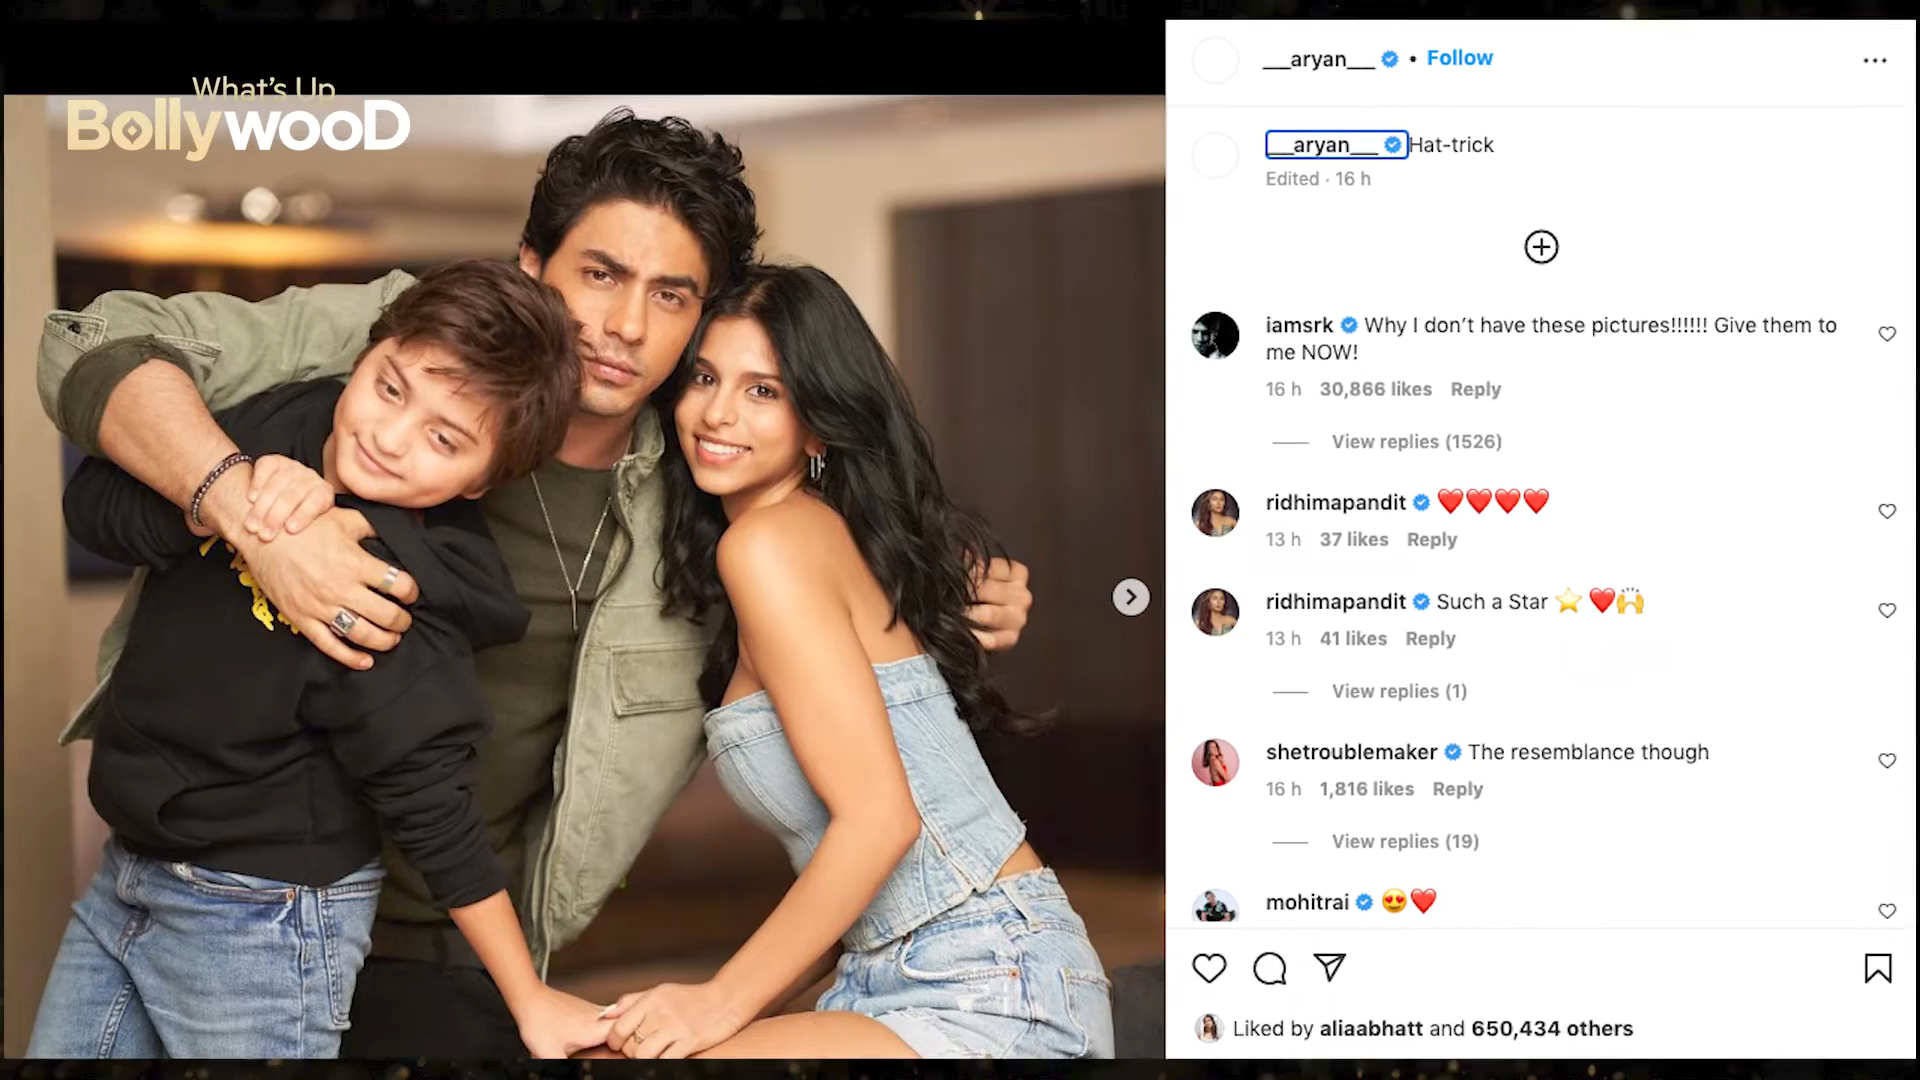 What's Up
BollywooD
___aryan___ • Follow
___aryan___ Hat-trick
Edited · 16 h
iamsrk Why I don't have these pictures!!!!!! Give them to
me NOW!
16 h 30,866 likes Reply
View replies (1526)
ridhimapandit ❤️❤️❤️❤️
13 h 37 likes Reply
ridhimapandit Such a Star ⭐ ❤️🙌
13 h 41 likes Reply
View replies (1)
shetroublemaker The resemblance though
16 h 1,816 likes Reply
View replies (19)
mohitrai 😍❤️
Liked by aliaabhatt and 650,434 others